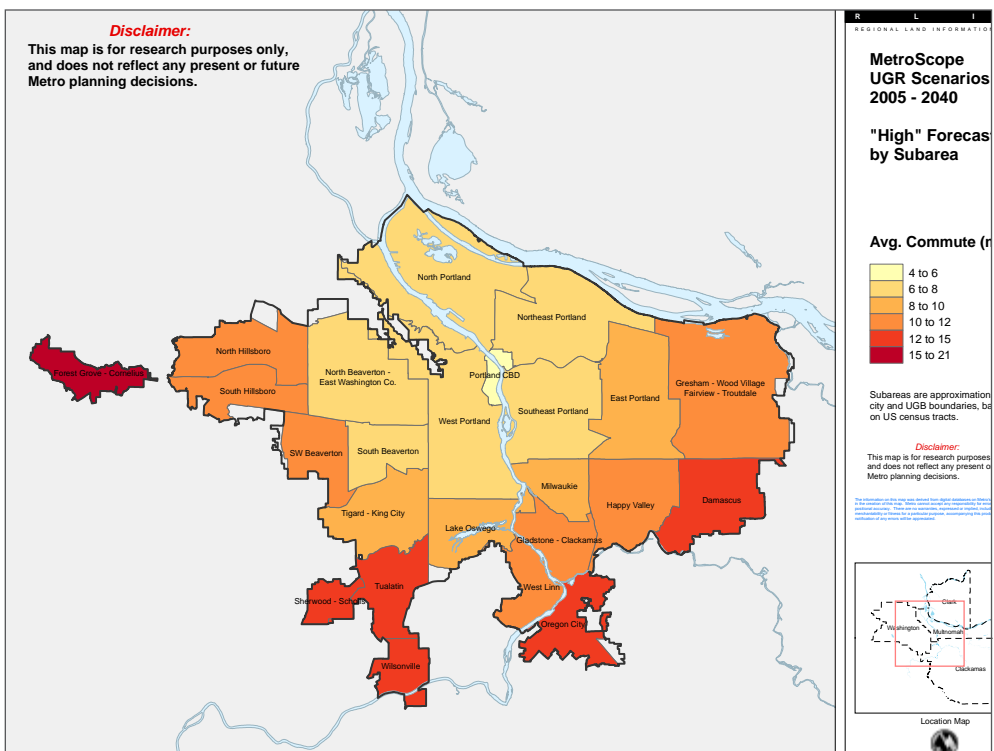 Disclaimer:
This map is for research purposes only,
and does not reflect any present or future
Metro planning decisions.
R L I
REGIONAL LAND INFORMATION
MetroScope
UGR Scenarios
2005 - 2040
"High" Forecas
by Subarea
Avg. Commute (
4 to 6
6 to 8
8 to 10
10 to 12
12 to 15
15 to 21
Subareas are approximation
city and UGB boundaries, ba
on US census tracts.
Disclaimer:
This map is for research purposes
and does not reflect any present o
Metro planning decisions.
North Portland
Northeast Portland
North Hillsboro
Forest Grove - Cornelius
North Beaverton -
East Washington Co.
Portland CBD
South Hillsboro
Gresham - Wood Village
Fairview - Troutdale
East Portland
Southeast Portland
West Portland
SW Beaverton
South Beaverton
Milwaukie
Damascus
Happy Valley
Tigard - King City
Lake Oswego
Gladstone - Clackamas
Tualatin
West Linn
Sherwood - Scholls
Oregon City
Wilsonville
Clark
Washington
Multnomah
Clackamas
Location Map